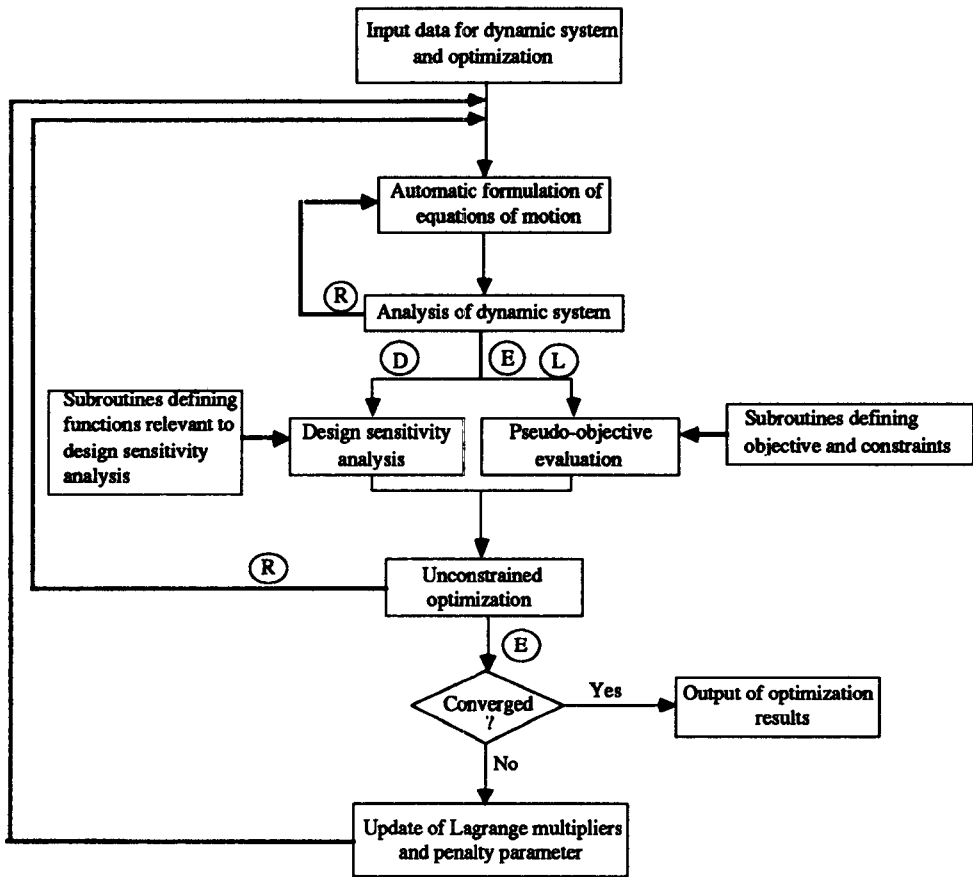 Input data for dynamic system
and optimization
Automatic formulation of
equations of motion
R
Analysis of dynamic system
D
E
L
Subroutines defining
functions relevant to
design sensitivity
analysis
Design sensitivity
analysis
Pseudo-objective
evaluation
Subroutines defining
objective and constraints
R
Unconstrained
optimization
E
Converged
?
Yes
Output of optimization
results
No
Update of Lagrange multipliers
and penalty parameter